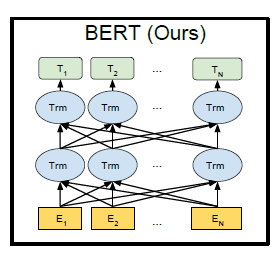 BERT (Ours)
T1 T2 ... TN
Trm Trm ... Trm
Trm Trm ... Trm
E1 E2 ... EN